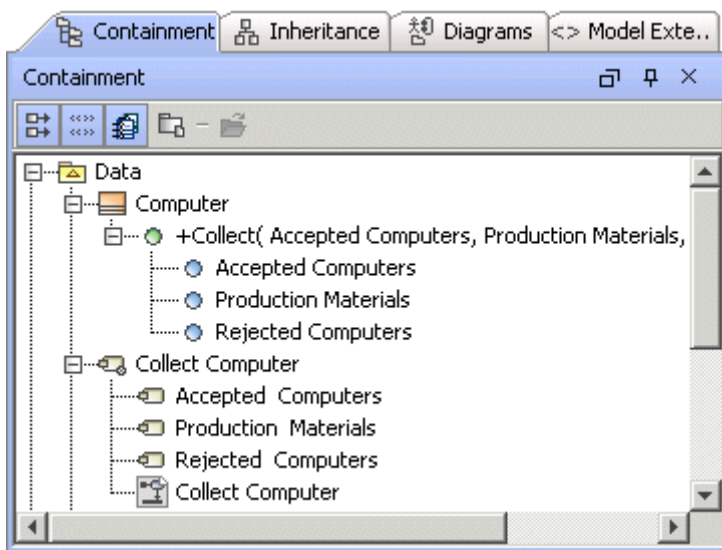 Containment Inheritance Diagrams <> Model Exte..
Containment
Data
Computer
+Collect( Accepted Computers, Production Materials,
Accepted Computers
Production Materials
Rejected Computers
Collect Computer
Accepted Computers
Production Materials
Rejected Computers
Collect Computer